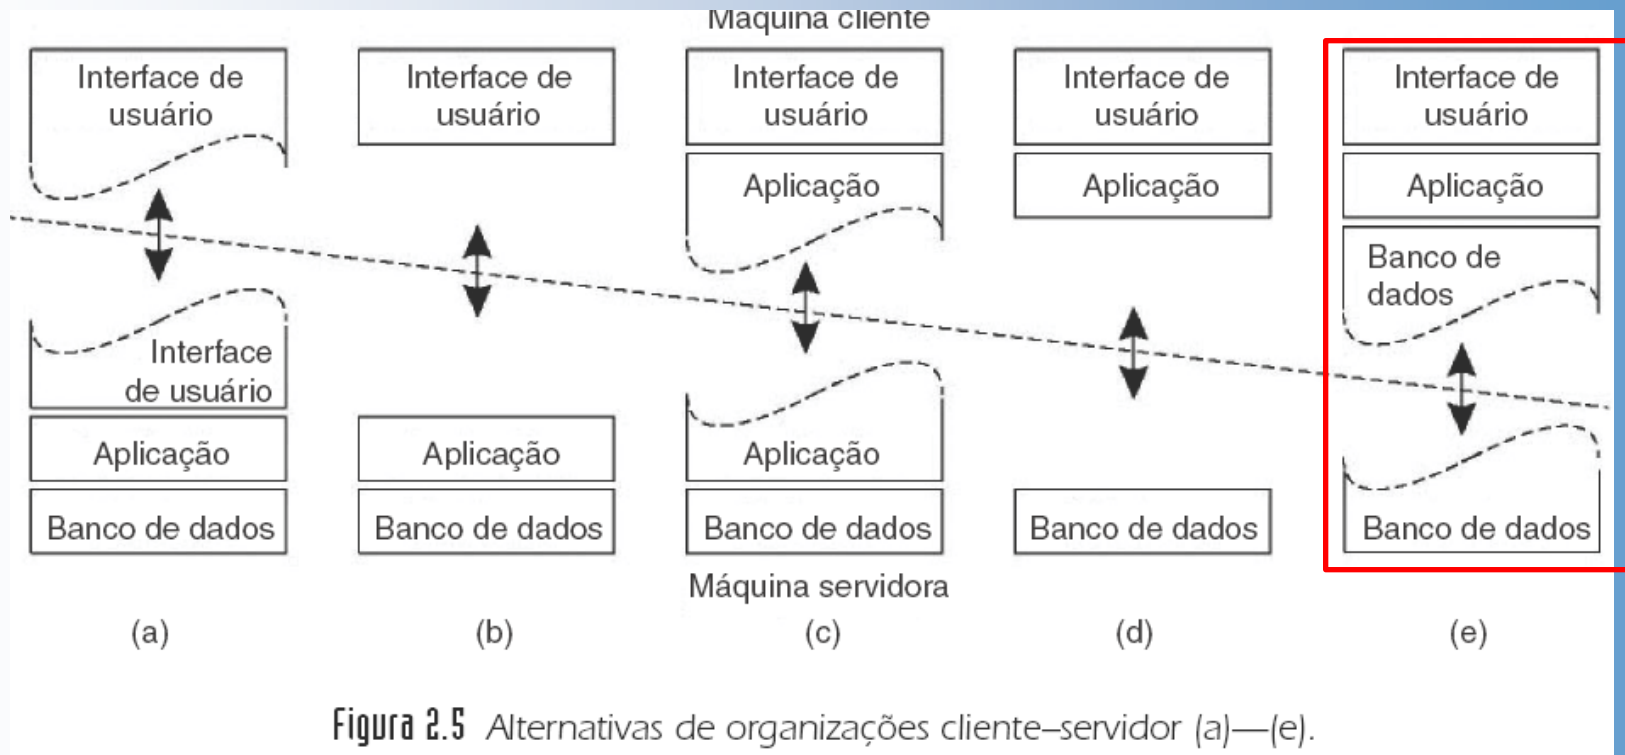 Máquina cliente
Interface de
usuário
Interface de
usuário
Interface de
usuário
Aplicação
Interface de
usuário
Aplicação
Interface de
usuário
Aplicação
Banco de
dados
Interface
de usuário
Aplicação
Banco de dados
Aplicação
Banco de dados
Aplicação
Banco de dados
Banco de dados
Banco de dados
Máquina servidora
(a)
(b)
(c)
(d)
(e)
Figura 2.5 Alternativas de organizações cliente–servidor (a)—(e).